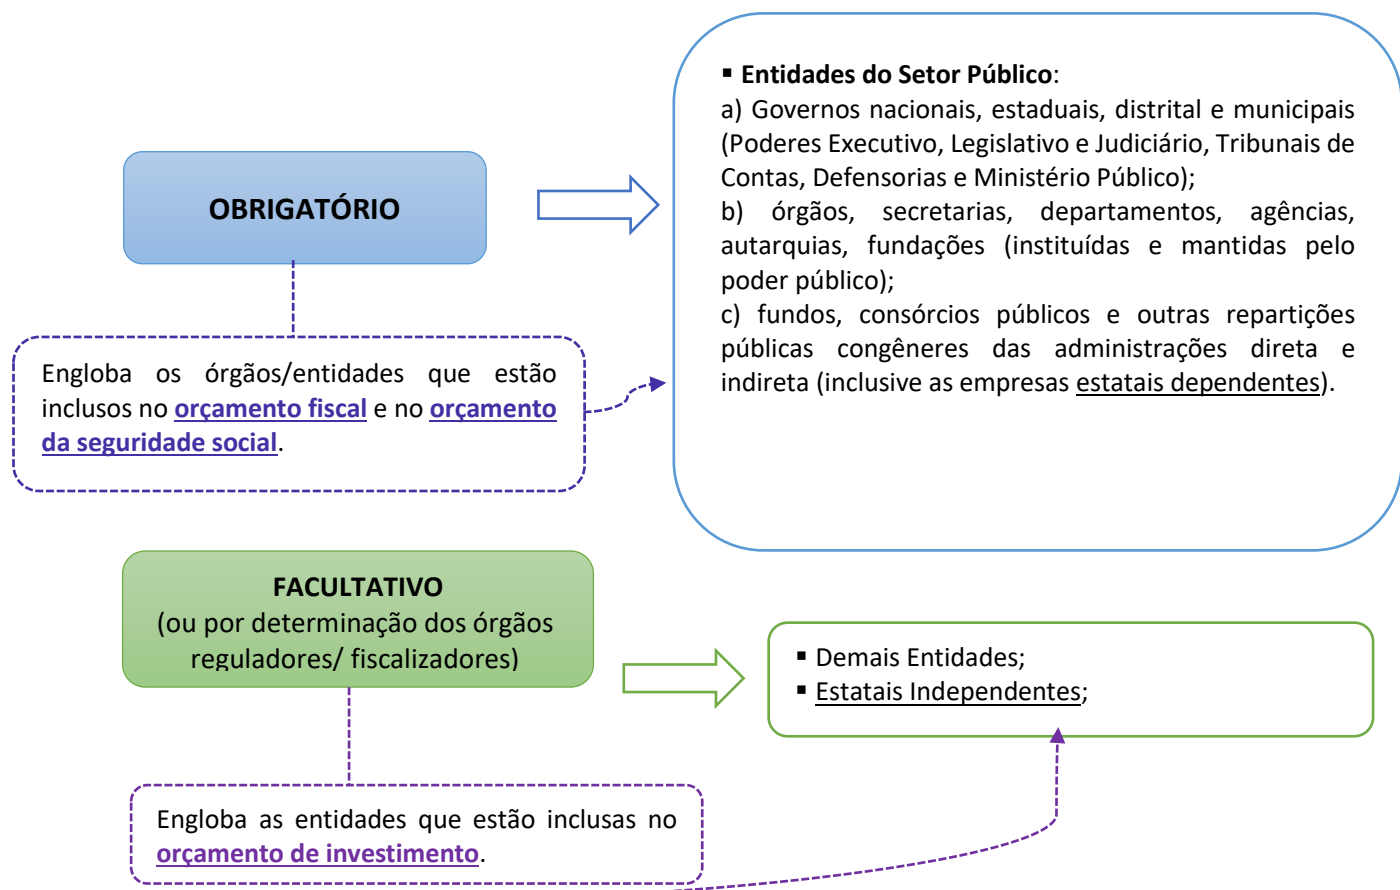 ▪ Entidades do Setor Público:
a) Governos nacionais, estaduais, distrital e municipais
(Poderes Executivo, Legislativo e Judiciário, Tribunais de
Contas, Defensorias e Ministério Público);
b) órgãos, secretarias, departamentos, agências,
autarquias, fundações (instituídas e mantidas pelo
poder público);
c) fundos, consórcios públicos e outras repartições
públicas congêneres das administrações direta e
indireta (inclusive as empresas estatais dependentes).
OBRIGATÓRIO
Engloba os órgãos/entidades que estão
inclusos no orçamento fiscal e no orçamento
da seguridade social.
FACULTATIVO
(ou por determinação dos órgãos
reguladores/ fiscalizadores)
▪ Demais Entidades;
▪ Estatais Independentes;
Engloba as entidades que estão inclusas no
orçamento de investimento.